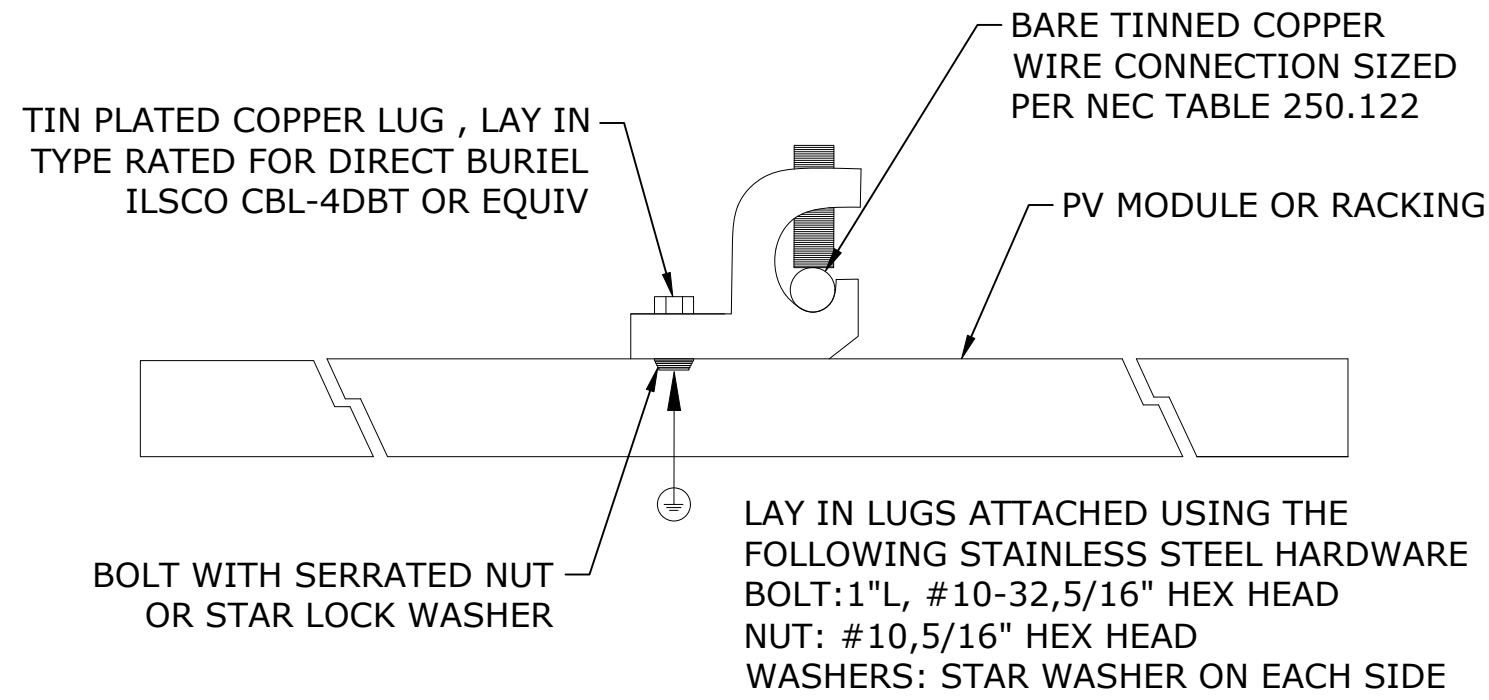 BARE TINNED COPPER
WIRE CONNECTION SIZED
PER NEC TABLE 250.122
TIN PLATED COPPER LUG , LAY IN
TYPE RATED FOR DIRECT BURIEL
ILSCO CBL-4DBT OR EQUIV
PV MODULE OR RACKING
BOLT WITH SERRATED NUT
OR STAR LOCK WASHER
LAY IN LUGS ATTACHED USING THE
FOLLOWING STAINLESS STEEL HARDWARE
BOLT:1"L, #10-32,5/16" HEX HEAD
NUT: #10,5/16" HEX HEAD
WASHERS: STAR WASHER ON EACH SIDE